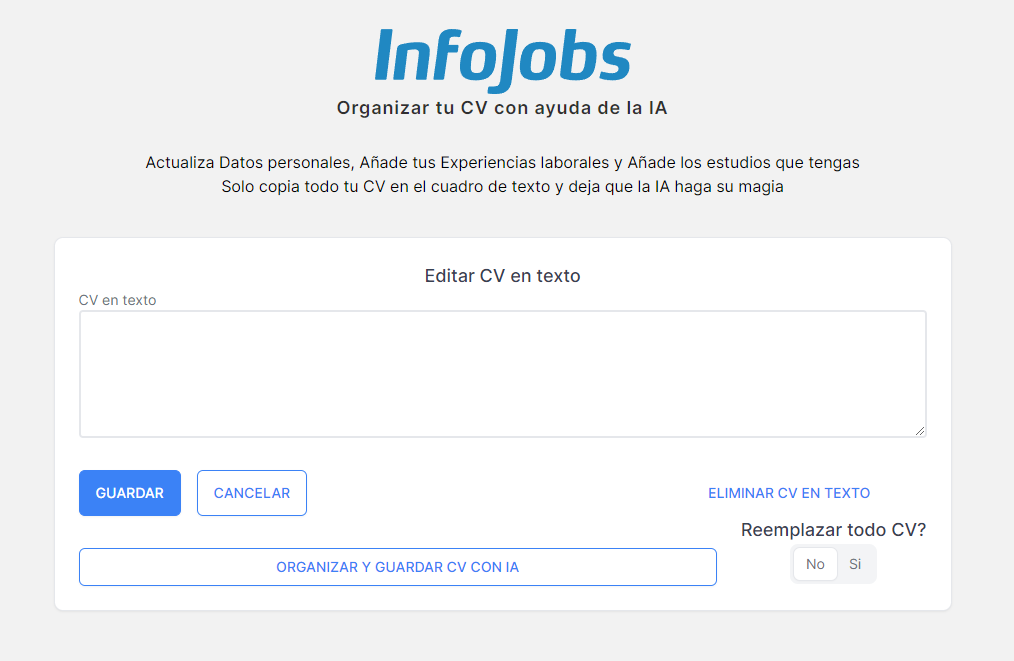 InfoJobs
Organizar tu CV con ayuda de la IA
Actualiza Datos personales, Añade tus Experiencias laborales y Añade los estudios que tengas
Solo copia todo tu CV en el cuadro de texto y deja que la IA haga su magia
Editar CV en texto
CV en texto
GUARDAR
CANCELAR
ELIMINAR CV EN TEXTO
Reemplazar todo CV?
ORGANIZAR Y GUARDAR CV CON IA
No
Si